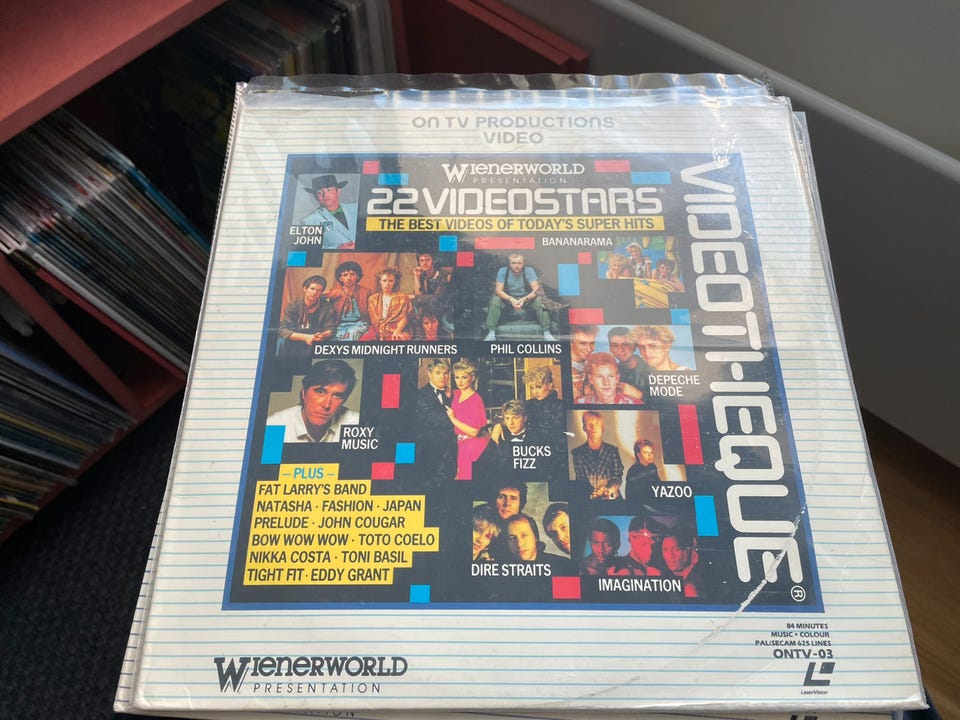 ON TV PRODUCTIONS
VIDEO
WIENERWORLD
PRESENTATION
22 VIDEOSTARS®
THE BEST VIDEOS OF TODAY'S SUPER HITS
VIDEOTHEQUE®
ELTON
JOHN
BANANARAMA
DEXYS MIDNIGHT RUNNERS
PHIL COLLINS
DEPECHE
MODE
ROXY
MUSIC
BUCKS
FIZZ
YAZOO
– PLUS –
FAT LARRY'S BAND
NATASHA · FASHION · JAPAN
PRELUDE · JOHN COUGAR
BOW WOW WOW · TOTO COELO
NIKKA COSTA · TONI BASIL
TIGHT FIT · EDDY GRANT
DIRE STRAITS
IMAGINATION
84 MINUTES
MUSIC • COLOUR
PAL/SECAM 625 LINES
ONTV-03
LaserVision
WIENERWORLD
PRESENTATION